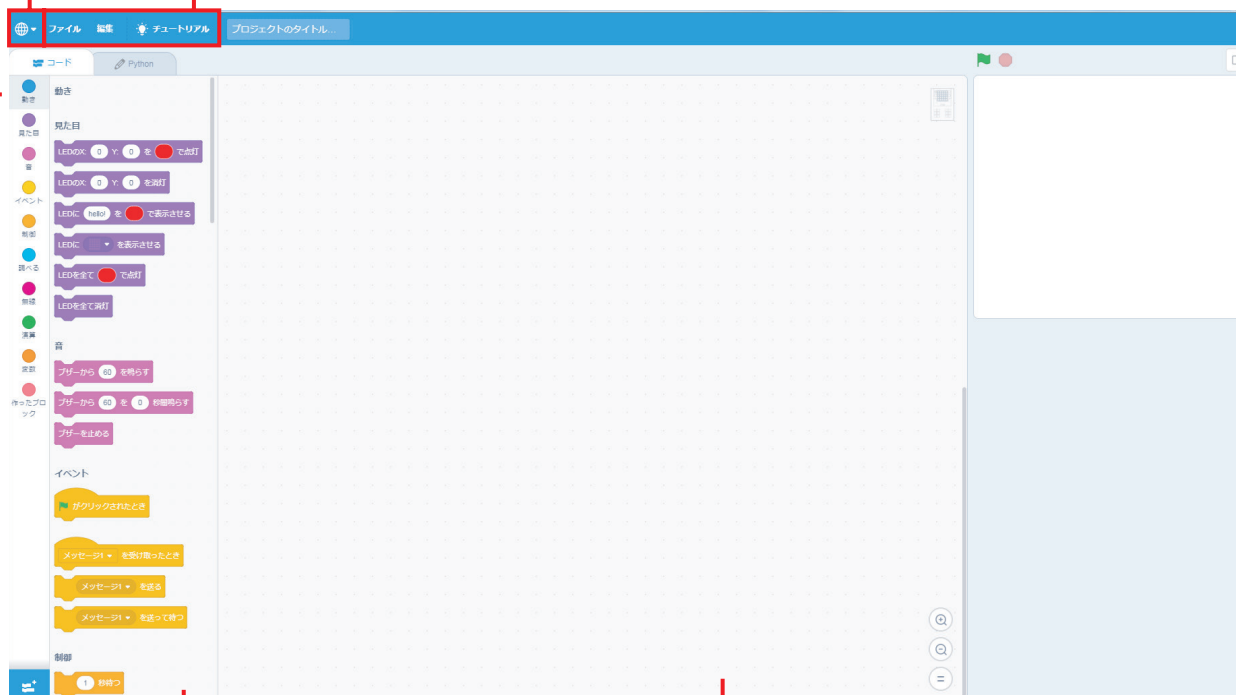 ファイル 編集 チュートリアル プロジェクトのタイトル...
コード Python
動き
見た目
音
イベント
制御
調べる
無線
演算
変数
作ったブロ
ック
動き
見た目
LEDのX: 0 Y: 0 を で点灯
LEDのX: 0 Y: 0 を消灯
LEDに hello! を で表示させる
LEDに を表示させる
LEDを全て で点灯
LEDを全て消灯
音
ブザーから 60 を鳴らす
ブザーから 60 を 0 秒間鳴らす
ブザーを止める
イベント
がクリックされたとき
メッセージ1 を受け取ったとき
メッセージ1 を送る
メッセージ1 を送って待つ
制御
1 秒待つ